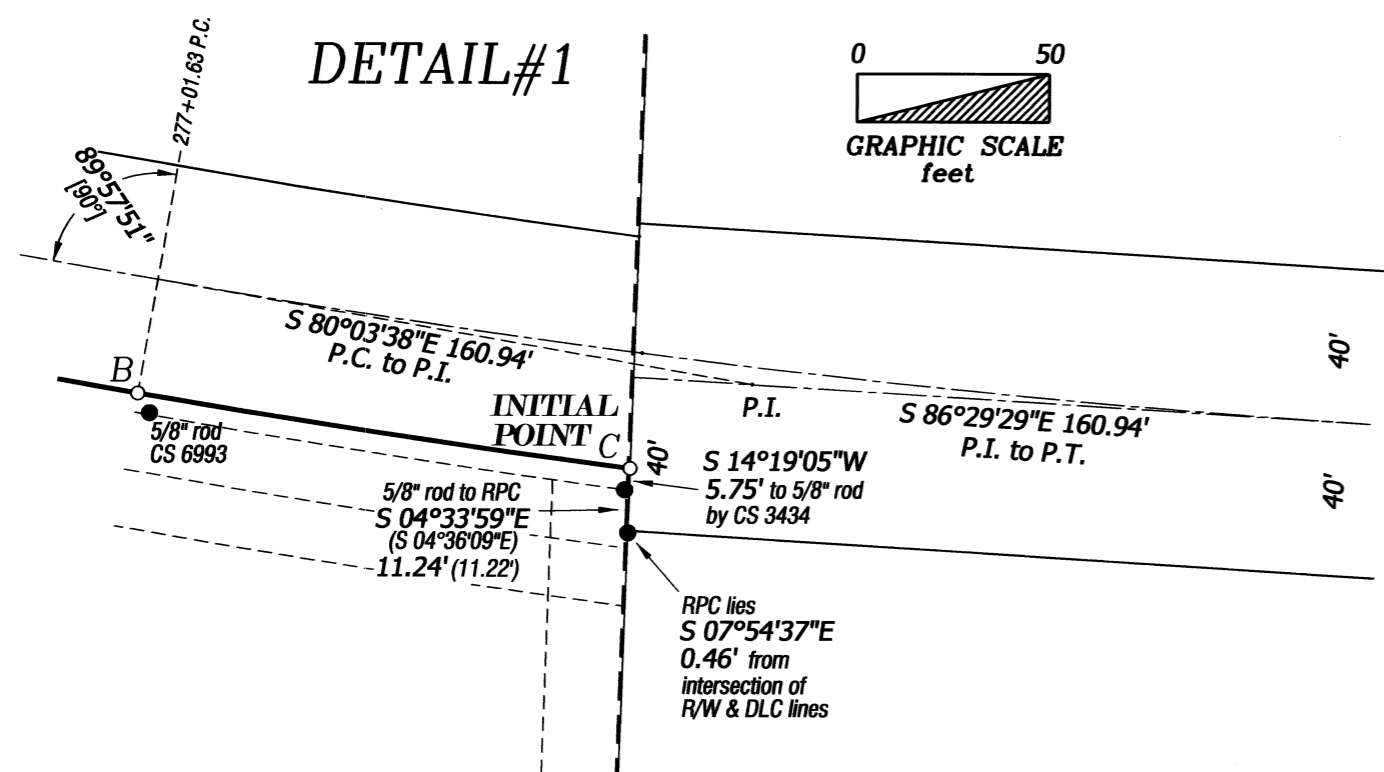 277+01.63 P.C.
DETAIL#1
0 50
GRAPHIC SCALE
feet
89°57'51"
[90°]
S 80°03'38"E 160.94'
P.C. to P.I.
40'
B
P.I.
S 86°29'29"E 160.94'
P.I. to P.T.
INITIAL
POINT
C
40'
5/8" rod
CS 6993
S 14°19'05"W
5.75' to 5/8" rod
by CS 3434
40'
5/8" rod to RPC
S 04°33'59"E
(S 04°36'09"E)
11.24' (11.22')
RPC lies
S 07°54'37"E
0.46' from
intersection of
R/W & DLC lines